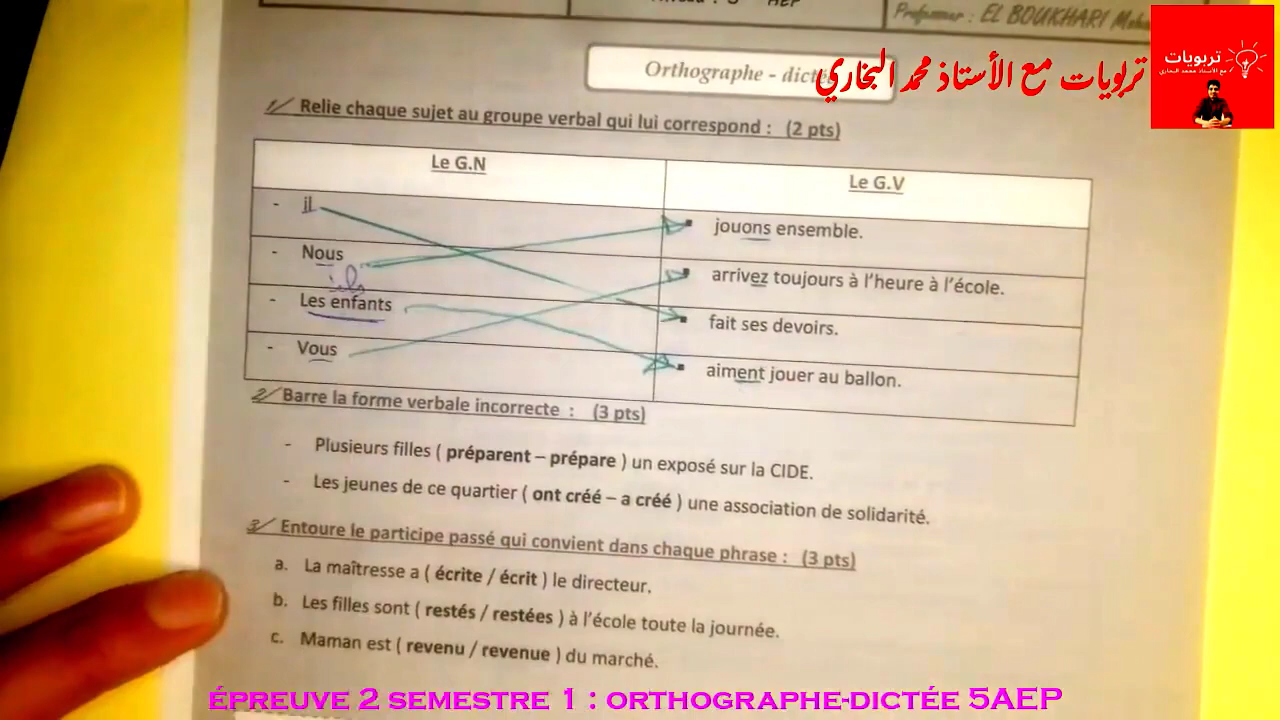 Professeur : EL BOUKHARI
تربويات
مع الأستاذ محمد البخاري
تربويات مع الأستاذ محمد البخاري
Orthographe - dictée
1/ Relie chaque sujet au groupe verbal qui lui correspond : (2 pts)
Le G.N
Le G.V
- il
jouons ensemble.
- Nous
arrivez toujours à l'heure à l'école.
- Les enfants
fait ses devoirs.
- Vous
aiment jouer au ballon.
2/ Barre la forme verbale incorrecte : (3 pts)
- Plusieurs filles ( préparent – prépare ) un exposé sur la CIDE.
- Les jeunes de ce quartier ( ont créé – a créé ) une association de solidarité.
3/ Entoure le participe passé qui convient dans chaque phrase : (3 pts)
a. La maîtresse a ( écrite / écrit ) le directeur.
b. Les filles sont ( restés / restées ) à l'école toute la journée.
c. Maman est ( revenu / revenue ) du marché.
ÉPREUVE 2 SEMESTRE 1 : ORTHOGRAPHE-DICTÉE 5AEP